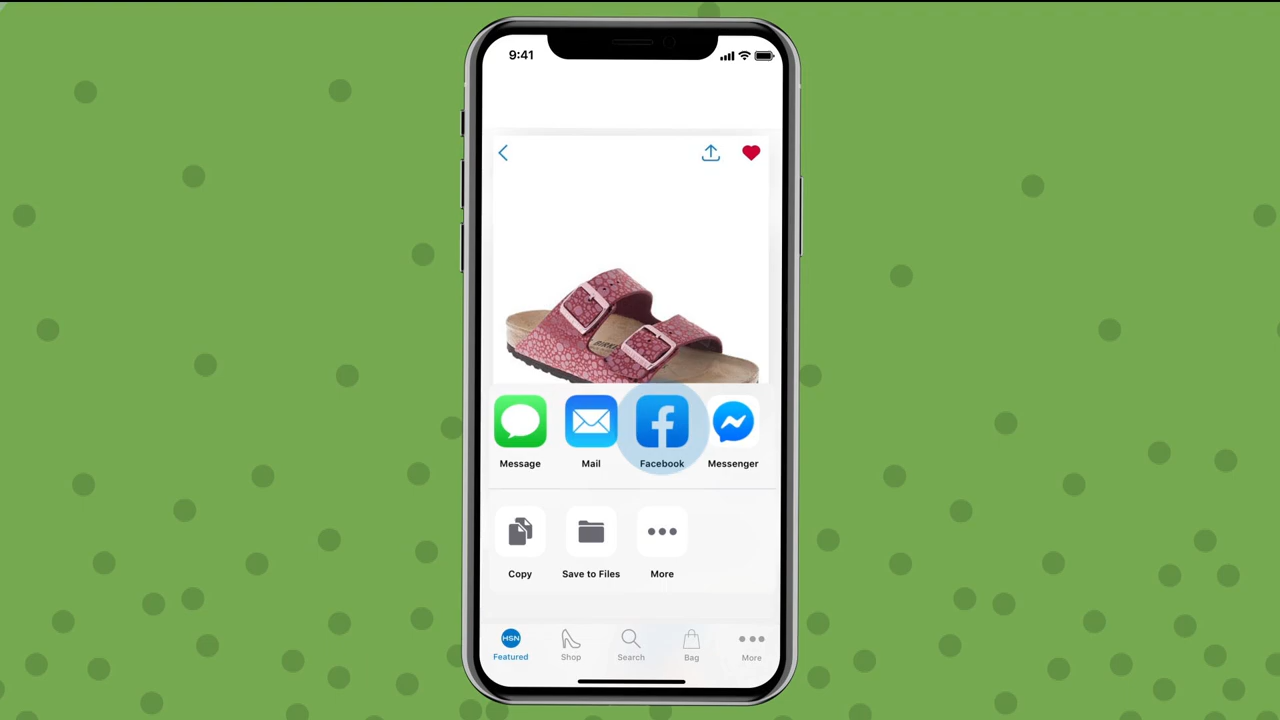 9:41
Message
Mail
Facebook
Messenger
Copy
Save to Files
More
HSN
Featured
Shop
Search
Bag
More